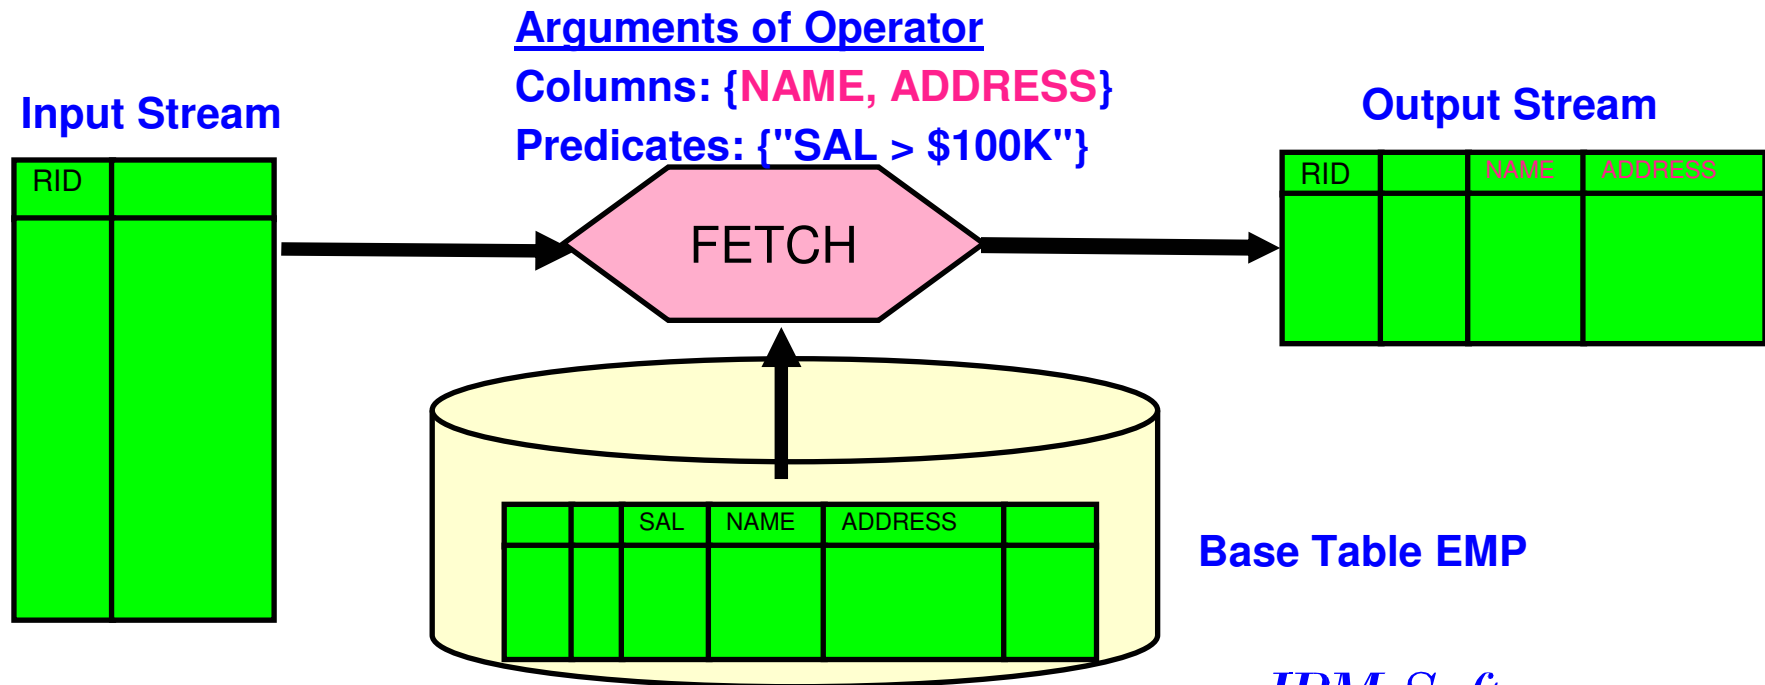 Arguments of Operator
Columns: {NAME, ADDRESS}
Predicates: {"SAL > $100K"}
Input Stream
RID
FETCH
Output Stream
RID NAME ADDRESS
SAL NAME ADDRESS
Base Table EMP